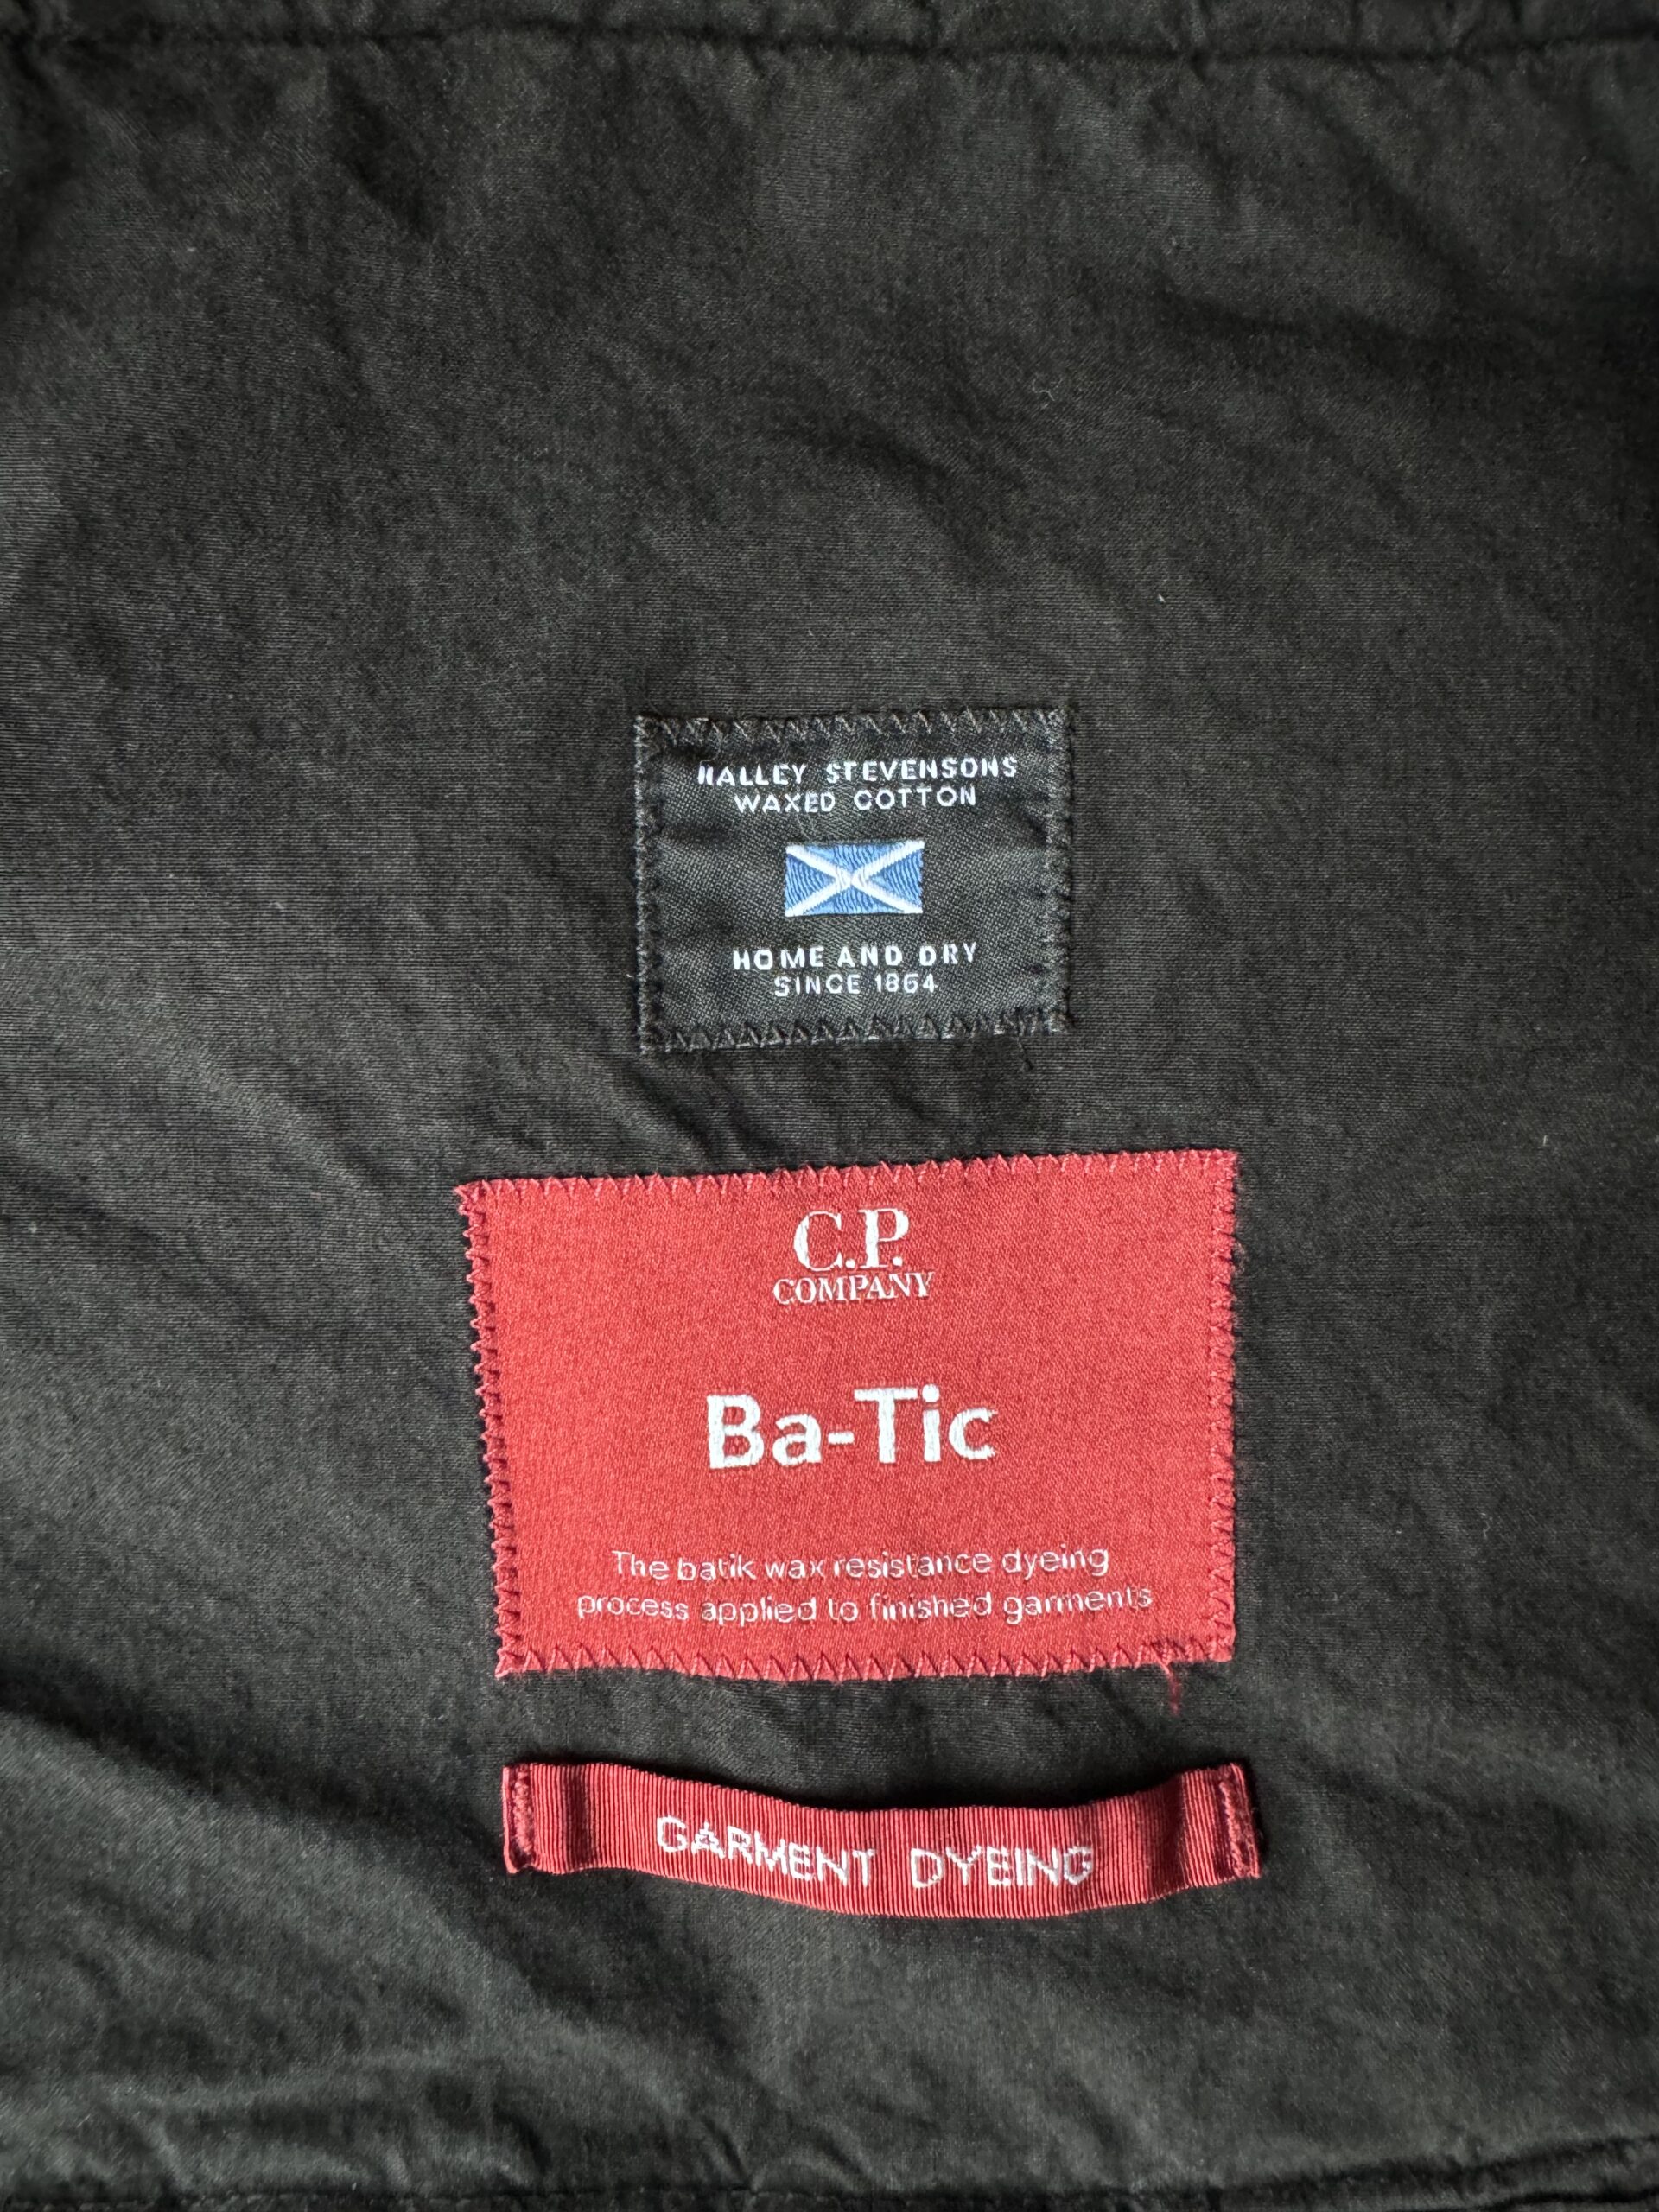 HALLEY STEVENSONS
WAXED COTTON
HOME AND DRY
SINCE 1864
C.P.
COMPANY
Ba-Tic
The batik wax resistance dyeing
process applied to finished garments
GARMENT DYEING